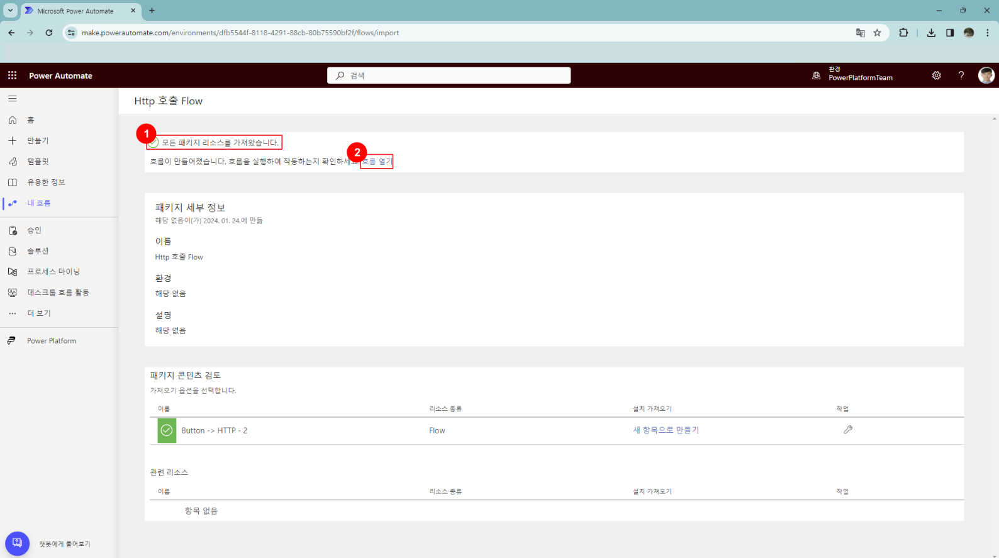 Microsoft Power Automate
make.powerautomate.com/environments/dfb5544f-8118-4291-88cb-80b75590bf2f/flows/import
Power Automate
검색
환경
PowerPlatformTeam
Http 호출 Flow
홈
만들기
템플릿
유용한 정보
내 흐름
승인
솔루션
프로세스 마이닝
데스크톱 흐름 활동
더 보기
Power Platform
챗봇에게 물어보기
1
모든 패키지 리소스를 가져왔습니다.
2
흐름이 만들어졌습니다. 흐름을 실행하여 작동하는지 확인하세요. 흐름 열기
패키지 세부 정보
해당 없음이(가) 2024. 01. 24.에 만듦
이름
Http 호출 Flow
환경
해당 없음
설명
해당 없음
패키지 콘텐츠 검토
가져오기 옵션을 선택합니다.
이름 리소스 종류 설치 가져오기 작업
Button -> HTTP - 2 Flow 새 항목으로 만들기
관련 리소스
이름 리소스 종류 설치 가져오기 작업
항목 없음